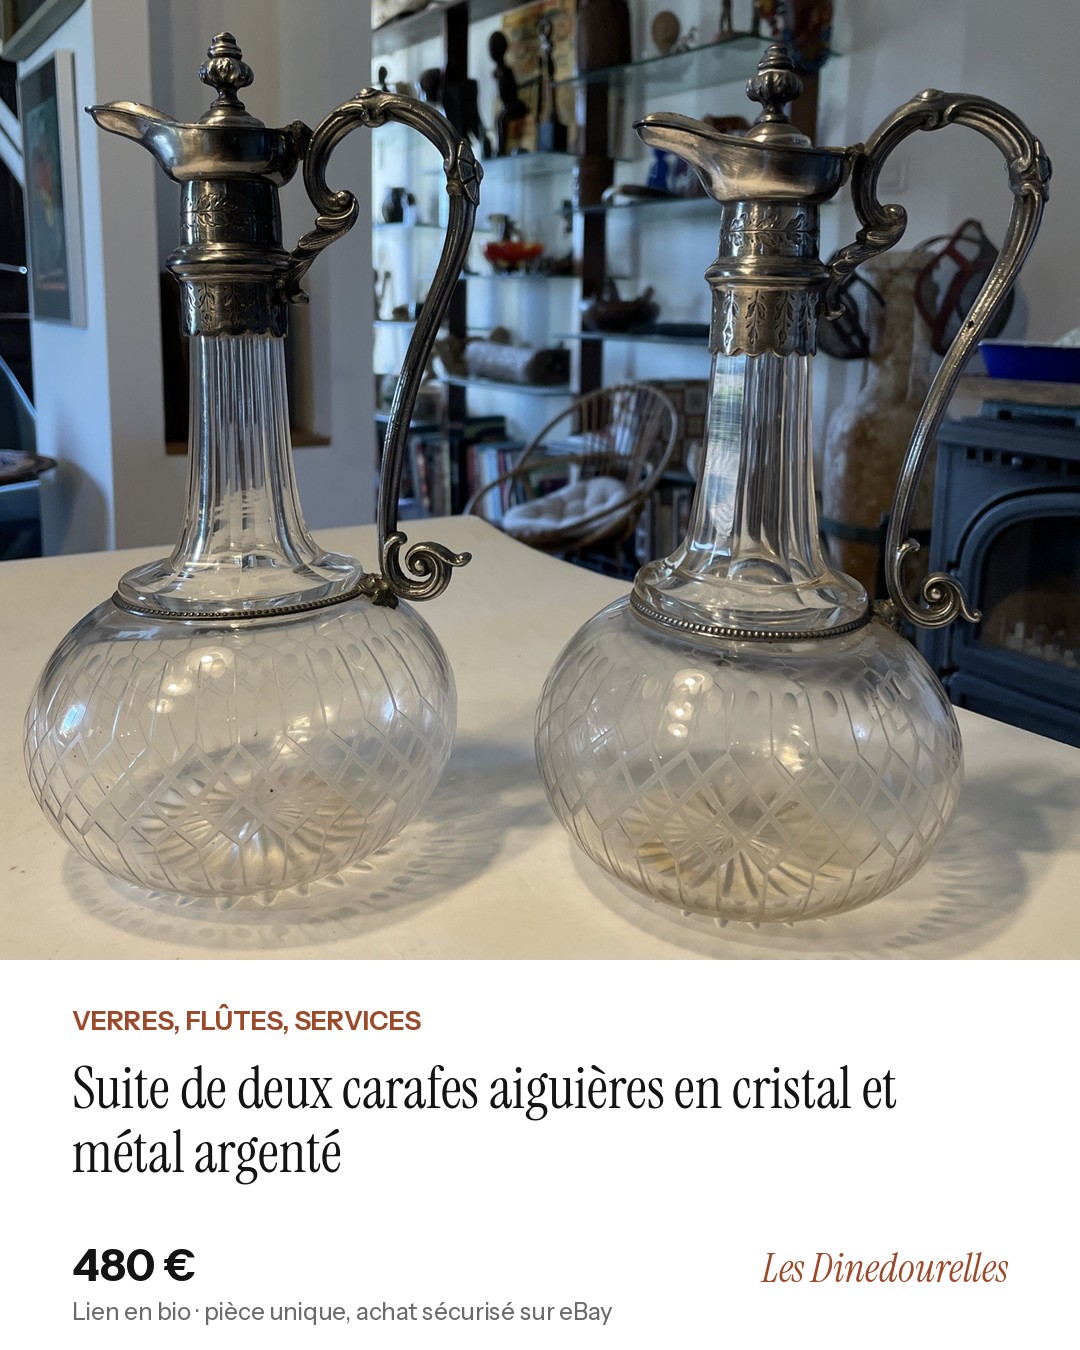 VERRES, FLÛTES, SERVICES
Suite de deux carafes aiguières en cristal et
métal argenté
480 €
Les Dinedourelles
Lien en bio · pièce unique, achat sécurisé sur eBay